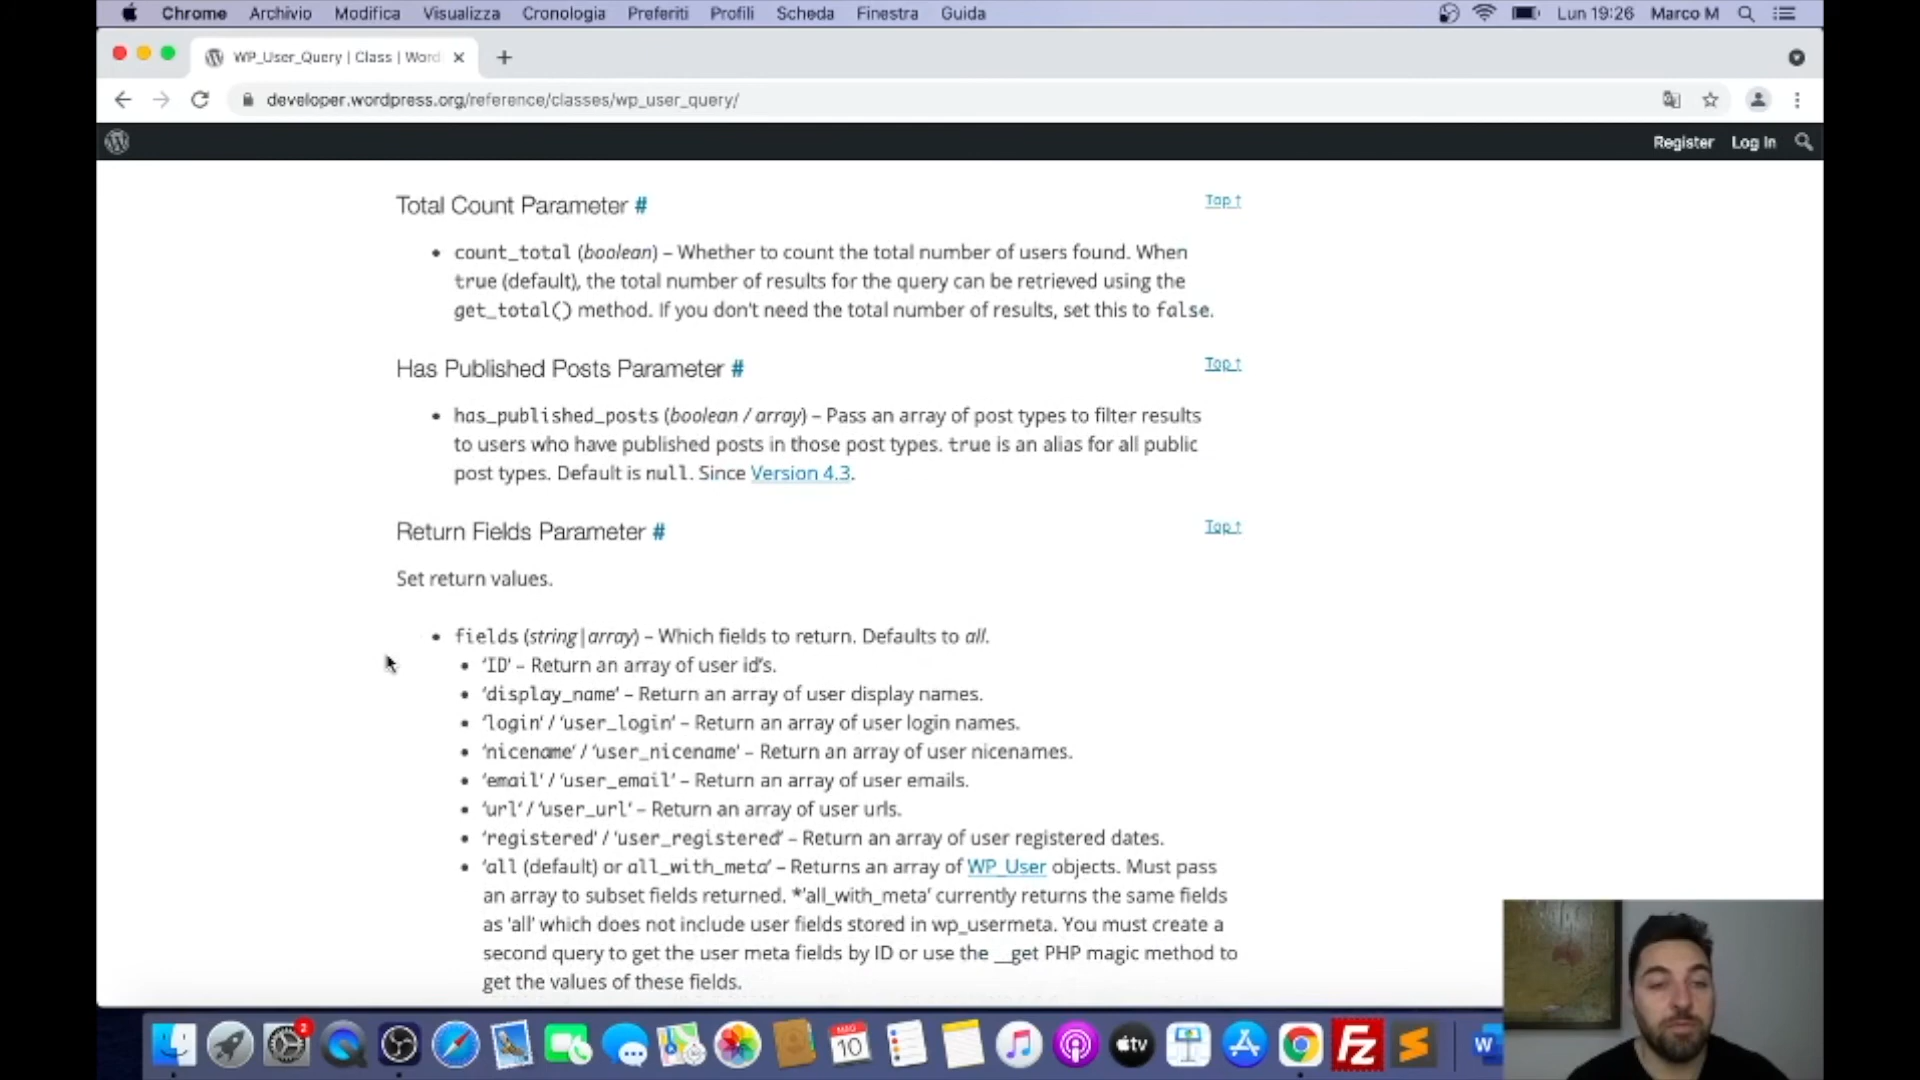 Chrome Archivio Modifica Visualizza Cronologia Preferiti Profili Scheda Finestra Guida Lun 19:26 Marco M
WP_User_Query | Class | Word
developer.wordpress.org/reference/classes/wp_user_query/
Register Log In
Total Count Parameter # Top ↑
• count_total (boolean) – Whether to count the total number of users found. When
true (default), the total number of results for the query can be retrieved using the
get_total() method. If you don't need the total number of results, set this to false.
Has Published Posts Parameter # Top ↑
• has_published_posts (boolean / array) – Pass an array of post types to filter results
to users who have published posts in those post types. true is an alias for all public
post types. Default is null. Since Version 4.3.
Return Fields Parameter # Top ↑
Set return values.
• fields (string|array) – Which fields to return. Defaults to all.
• ‘ID’ – Return an array of user id’s.
• ‘display_name’ – Return an array of user display names.
• ‘login’ / ‘user_login’ – Return an array of user login names.
• ‘nicename’ / ‘user_nicename’ – Return an array of user nicenames.
• ‘email’ / ‘user_email’ – Return an array of user emails.
• ‘url’ / ‘user_url’ – Return an array of user urls.
• ‘registered’ / ‘user_registered’ – Return an array of user registered dates.
• ‘all (default) or all_with_meta’ – Returns an array of WP_User objects. Must pass
an array to subset fields returned. *’all_with_meta’ currently returns the same fields
as ‘all’ which does not include user fields stored in wp_usermeta. You must create a
second query to get the user meta fields by ID or use the __get PHP magic method to
get the values of these fields.
2
MAG
10
tv
FZ
W